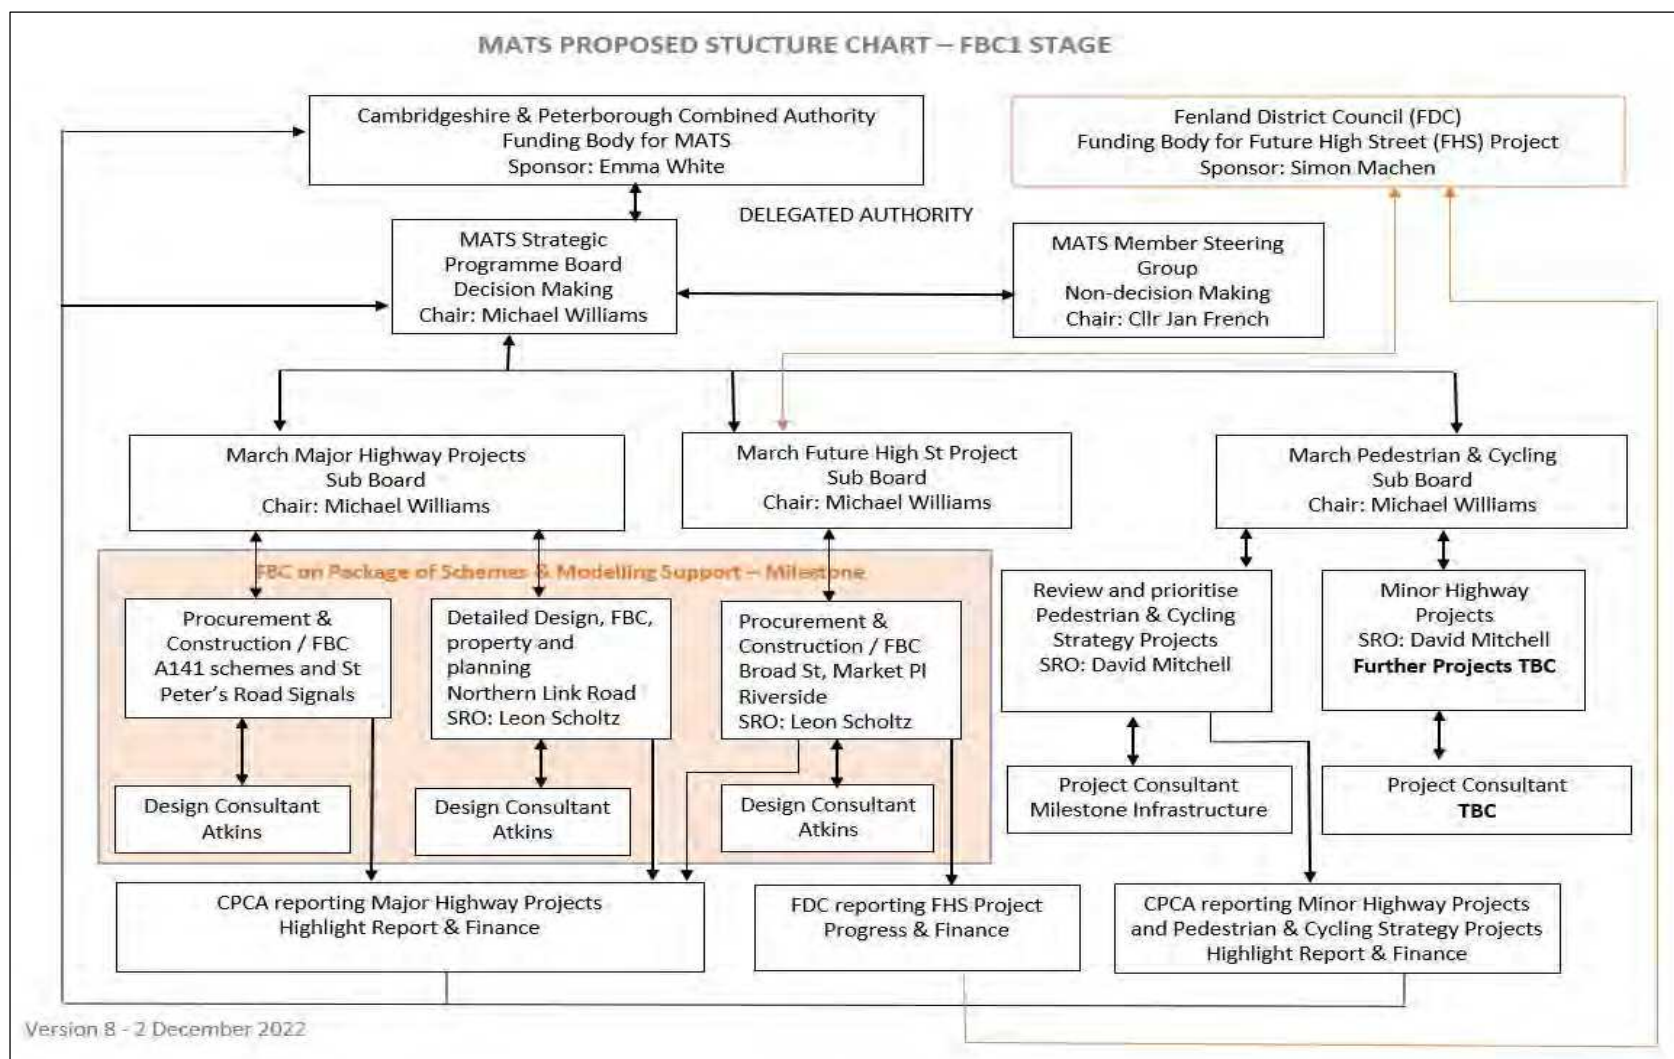 MATS PROPOSED STUCTURE CHART – FBC1 STAGE
Cambridgeshire & Peterborough Combined Authority
Funding Body for MATS
Sponsor: Emma White
Fenland District Council (FDC)
Funding Body for Future High Street (FHS) Project
Sponsor: Simon Machen
DELEGATED AUTHORITY
MATS Strategic
Programme Board
Decision Making
Chair: Michael Williams
MATS Member Steering
Group
Non-decision Making
Chair: Cllr Jan French
March Major Highway Projects
Sub Board
Chair: Michael Williams
March Future High St Project
Sub Board
Chair: Michael Williams
March Pedestrian & Cycling
Sub Board
Chair: Michael Williams
FBC on Package of Schemes & Modelling Support – Milestone
Procurement &
Construction / FBC
A141 schemes and St
Peter's Road Signals
Detailed Design, FBC,
property and
planning
Northern Link Road
SRO: Leon Scholtz
Procurement &
Construction / FBC
Broad St, Market Pl
Riverside
SRO: Leon Scholtz
Review and prioritise
Pedestrian & Cycling
Strategy Projects
SRO: David Mitchell
Minor Highway
Projects
SRO: David Mitchell
Further Projects TBC
Design Consultant
Atkins
Design Consultant
Atkins
Design Consultant
Atkins
Project Consultant
Milestone Infrastructure
Project Consultant
TBC
CPCA reporting Major Highway Projects
Highlight Report & Finance
FDC reporting FHS Project
Progress & Finance
CPCA reporting Minor Highway Projects
and Pedestrian & Cycling Strategy Projects
Highlight Report & Finance
Version 8 - 2 December 2022